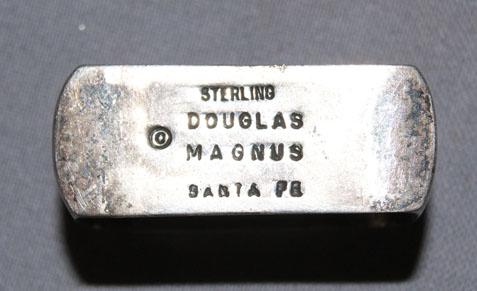 STERLING
© DOUGLAS
MAGNUS
SANTA FE